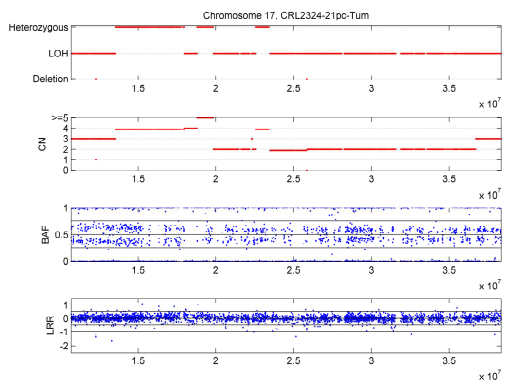 Chromosome 17, CRL2324-21pc-Tum
Heterozygous
LOH
Deletion
1.5 2 2.5 3 3.5
x 10^7
CN
>=5
4
3
2
1
0
1.5 2 2.5 3 3.5
x 10^7
BAF
1
0.5
0
1.5 2 2.5 3 3.5
x 10^7
LRR
1
0
-1
-2
1.5 2 2.5 3 3.5
x 10^7